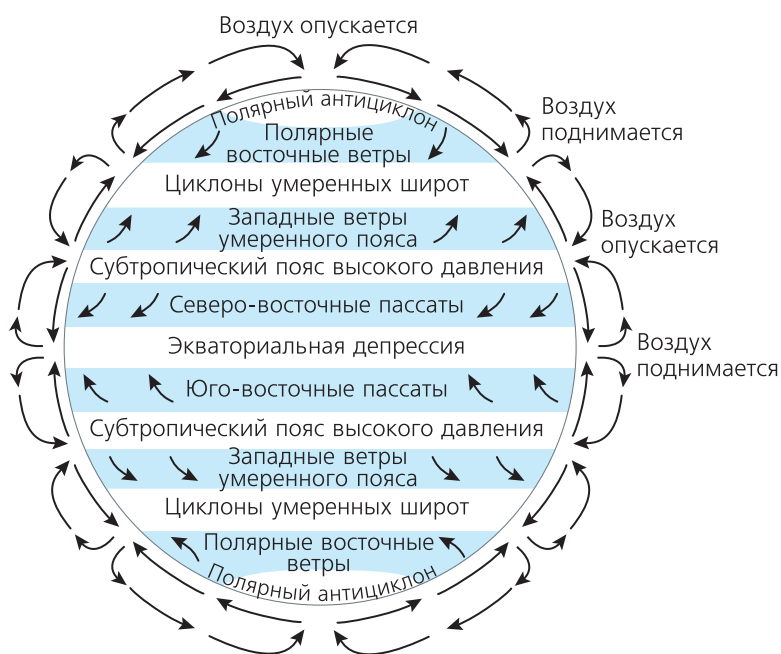 Воздух опускается
Полярный антициклон
Воздух
поднимается
Полярные
восточные ветры
Циклоны умеренных широт
Западные ветры
умеренного пояса
Воздух
опускается
Субтропический пояс высокого давления
Северо-восточные пассаты
Экваториальная депрессия
Воздух
поднимается
Юго-восточные пассаты
Субтропический пояс высокого давления
Западные ветры
умеренного пояса
Циклоны умеренных широт
Полярные восточные
ветры
Полярный антициклон